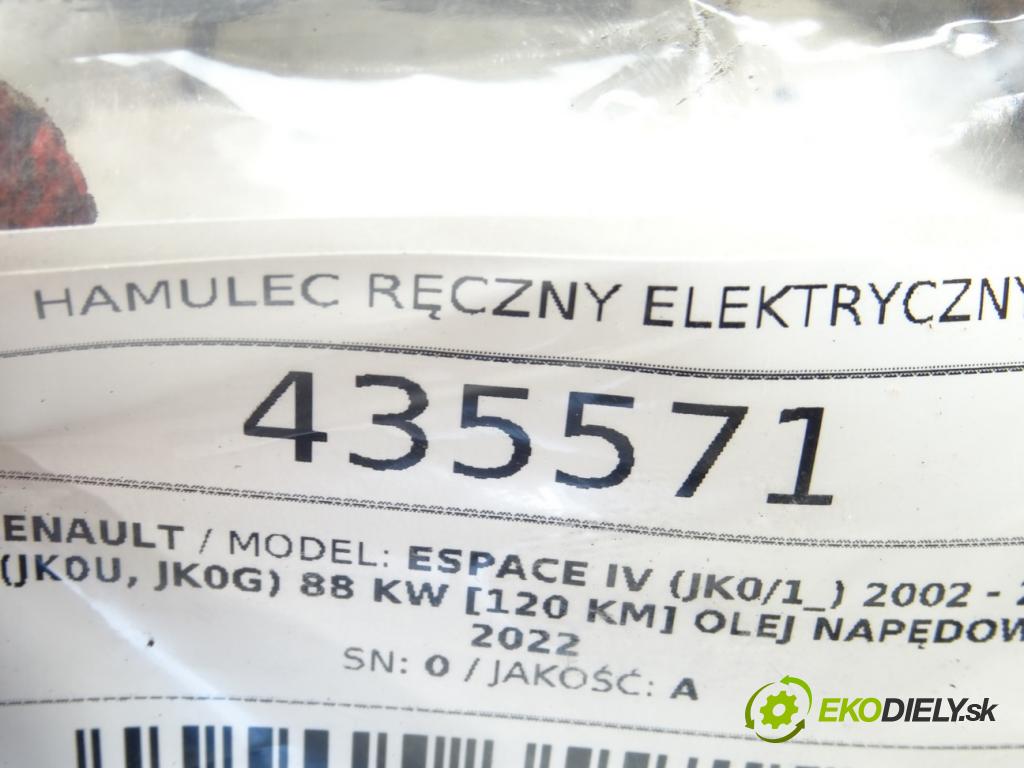 HAMULEC RĘCZNY ELEKTRYCZNY
435571
ENAULT / MODEL: ESPACE IV (JK0/1_) 2002 -
(JK0U, JK0G) 88 KW [120 KM] OLEJ NAPĘDOW
2022
SN: 0 / JAKOŚĆ: A
EKODIELY.sk